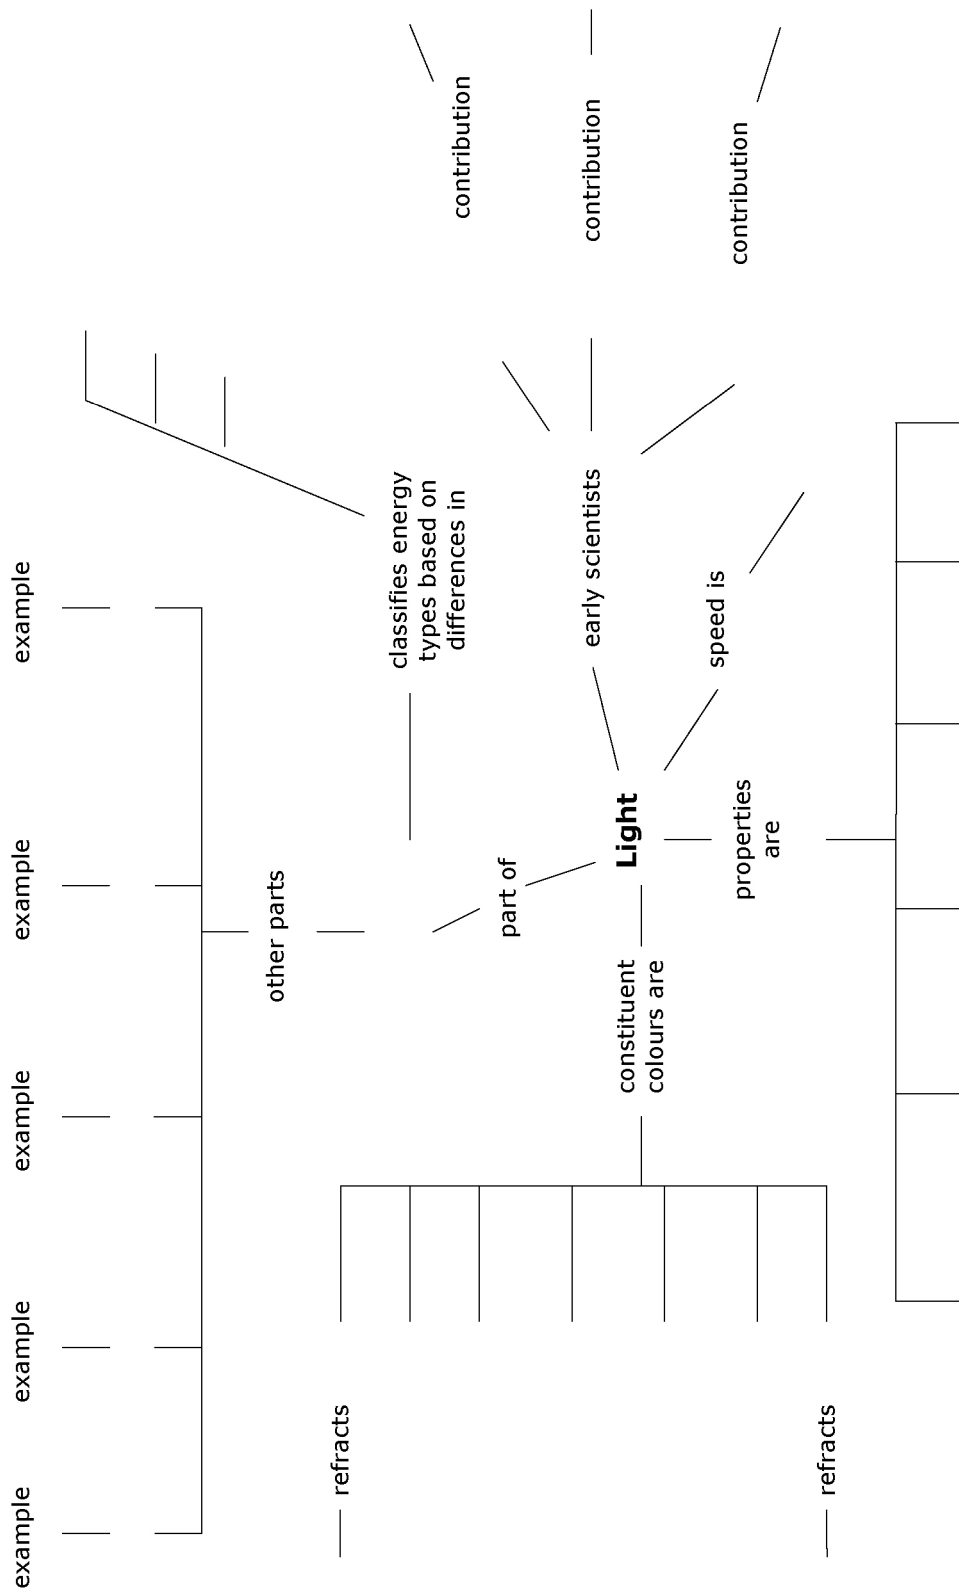 example
example
example
example
example
other parts
refracts
classifies energy
types based on
differences in
contribution
part of
early scientists
contribution
constituent
colours are
Light
speed is
contribution
properties
are
refracts